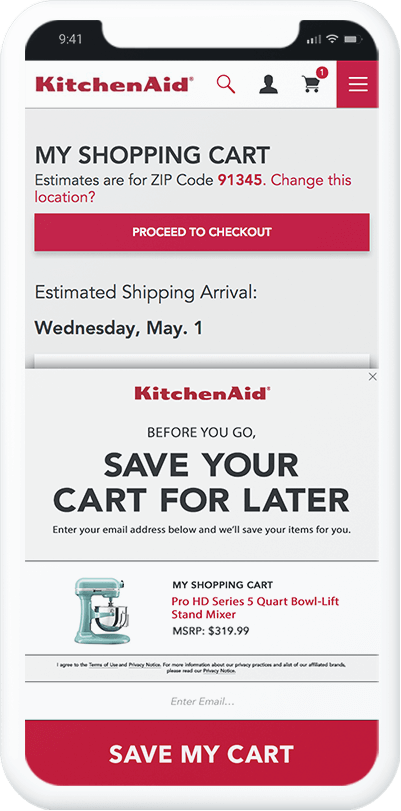 9:41
KitchenAid®
1
MY SHOPPING CART
Estimates are for ZIP Code 91345. Change this
location?
PROCEED TO CHECKOUT
Estimated Shipping Arrival:
Wednesday, May. 1
KitchenAid®
BEFORE YOU GO,
SAVE YOUR
CART FOR LATER
Enter your email address below and we'll save your items for you.
MY SHOPPING CART
Pro HD Series 5 Quart Bowl-Lift
Stand Mixer
MSRP: $319.99
I agree to the Terms of Use and Privacy Notice. For more information about our privacy practices and alist of our affiliated brands,
please read our Privacy Notice.
Enter Email...
SAVE MY CART